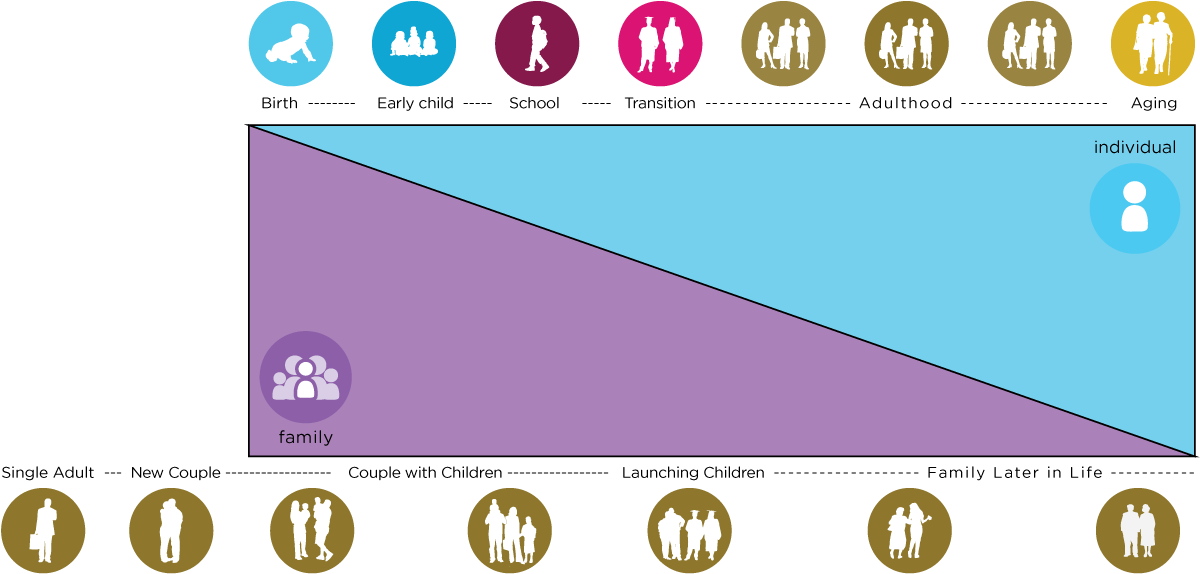 Birth Early child School Transition Adulthood Aging
individual
family
Single Adult New Couple Couple with Children Launching Children Family Later in Life